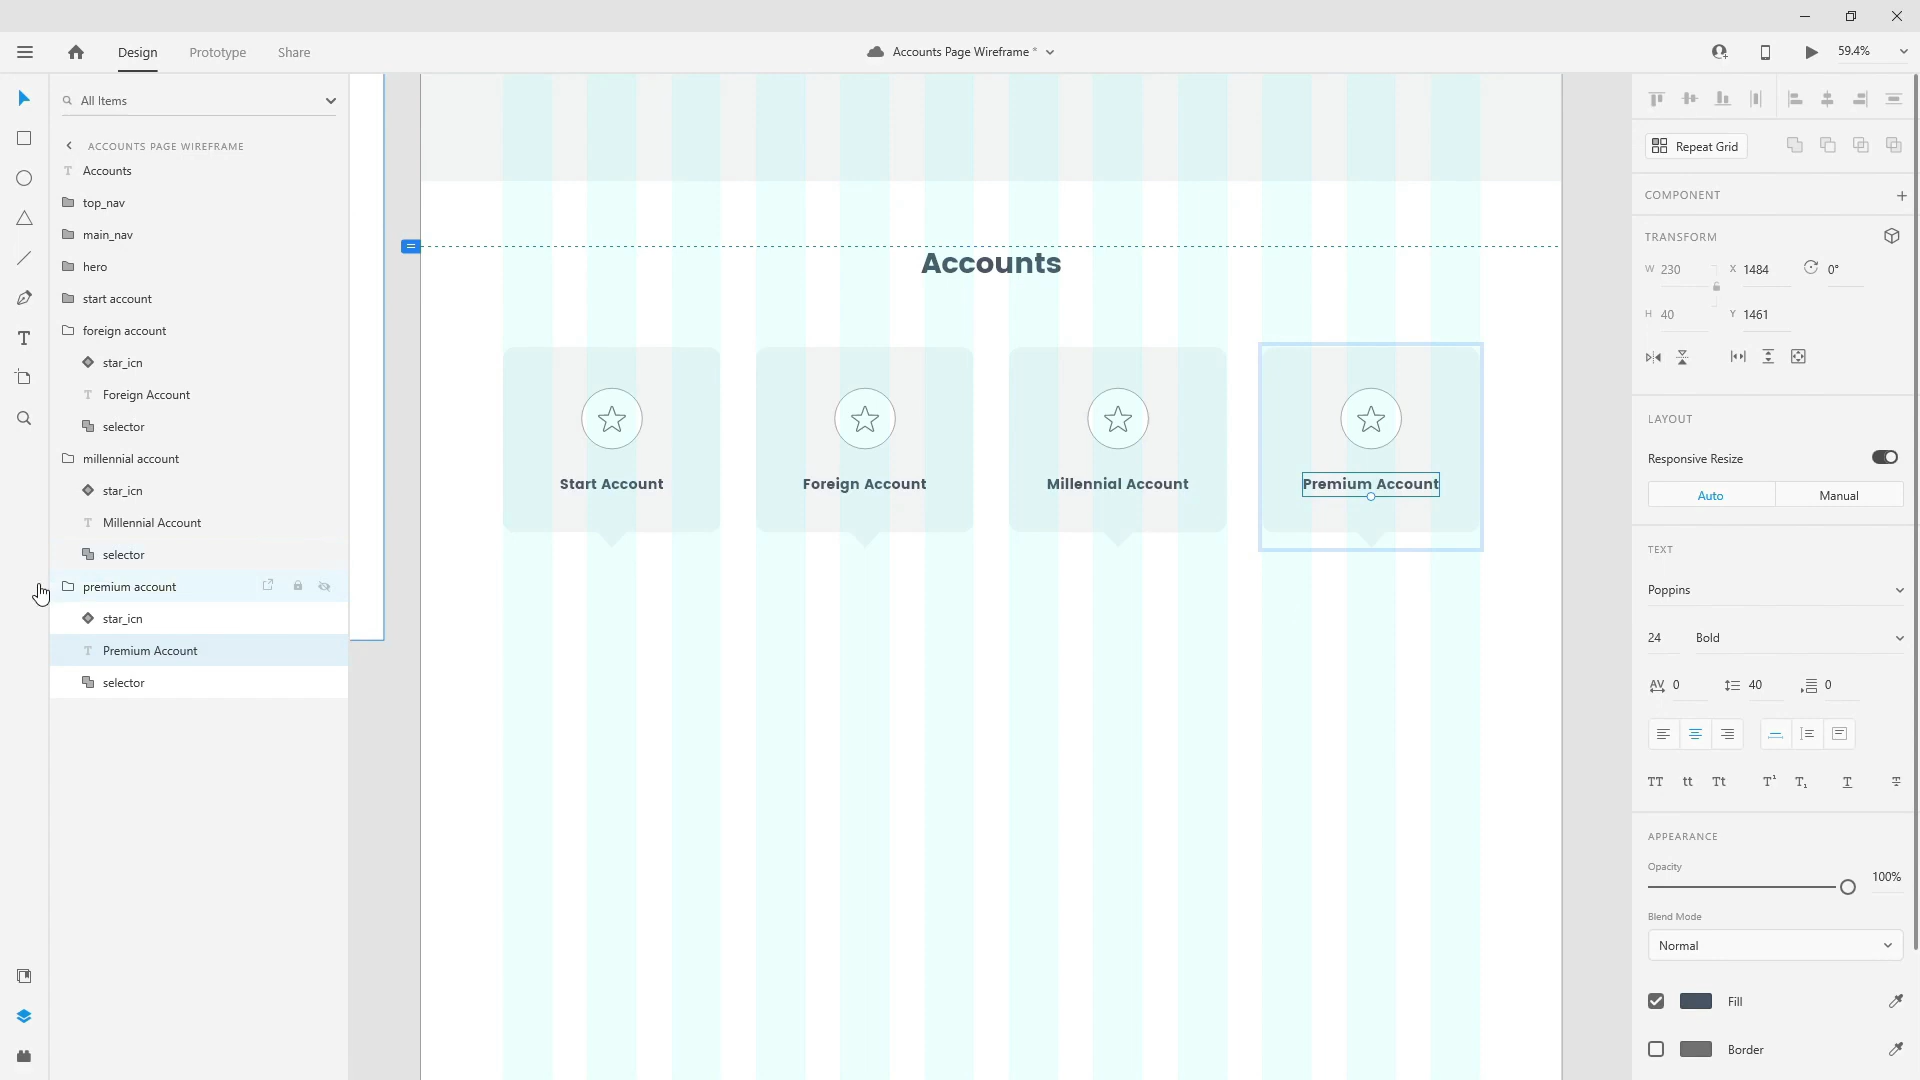 Design
Prototype
Share
Accounts Page Wireframe *
59.4%
All Items
ACCOUNTS PAGE WIREFRAME
T Accounts
top_nav
main_nav
hero
start account
foreign account
star_icn
T Foreign Account
selector
millennial account
star_icn
T Millennial Account
selector
premium account
star_icn
T Premium Account
selector
Accounts
Start Account
Foreign Account
Millennial Account
Premium Account
Repeat Grid
COMPONENT
TRANSFORM
W 230 X 1484 0°
H 40 Y 1461
LAYOUT
Responsive Resize
Auto
Manual
TEXT
Poppins
24 Bold
AV 0 40 0
TT tt Tt T¹ T₁ T T
APPEARANCE
Opacity
100%
Blend Mode
Normal
Fill
Border